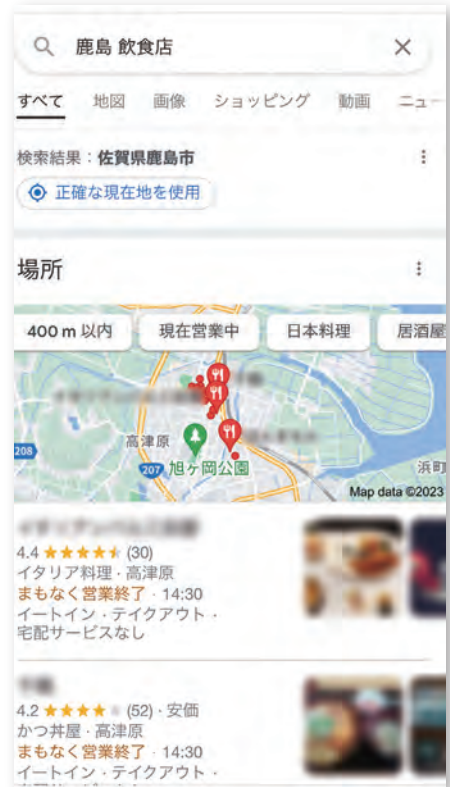 鹿島 飲食店
すべて 地図 画像 ショッピング 動画 ニュー
検索結果：佐賀県鹿島市
正確な現在地を使用
場所
400 m 以内 現在営業中 日本料理 居酒屋
高津原
208
207 旭ヶ岡公園
浜町
Map data ©2023
4.4 ★★★★★ (30)
イタリア料理 · 高津原
まもなく営業終了 · 14:30
イートイン · テイクアウト ·
宅配サービスなし
4.2 ★★★★★ (52) · 安価
かつ丼屋 · 高津原
まもなく営業終了 · 14:30
イートイン · テイクアウト ·